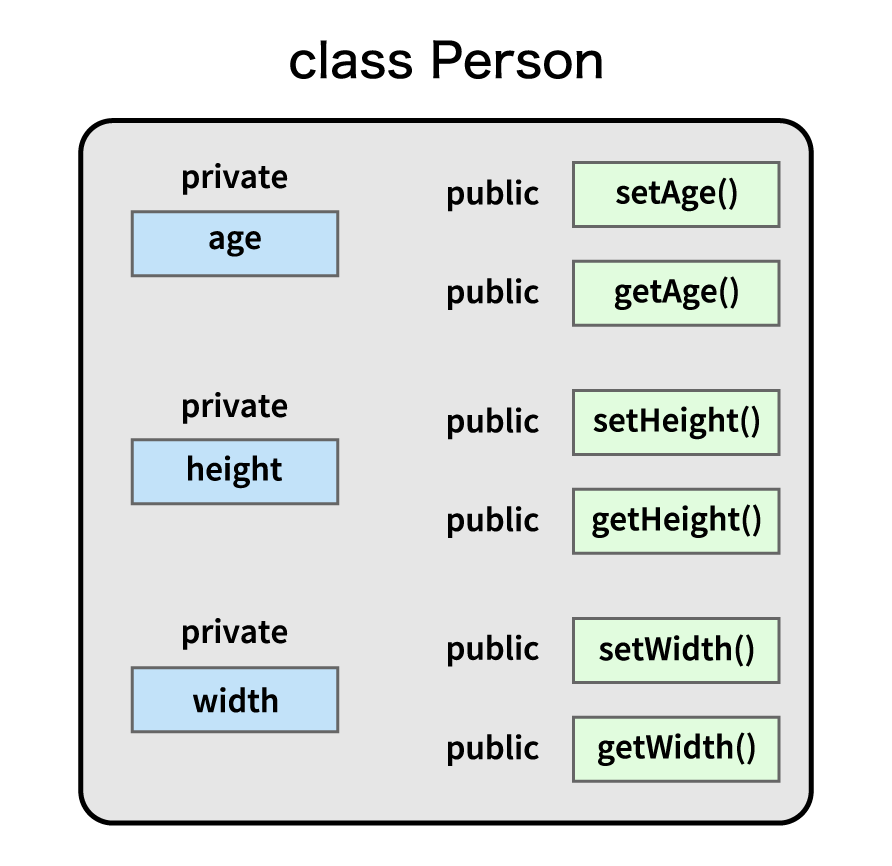 class Person
private
age
public setAge()
public getAge()
private
height
public setHeight()
public getHeight()
private
width
public setWidth()
public getWidth()